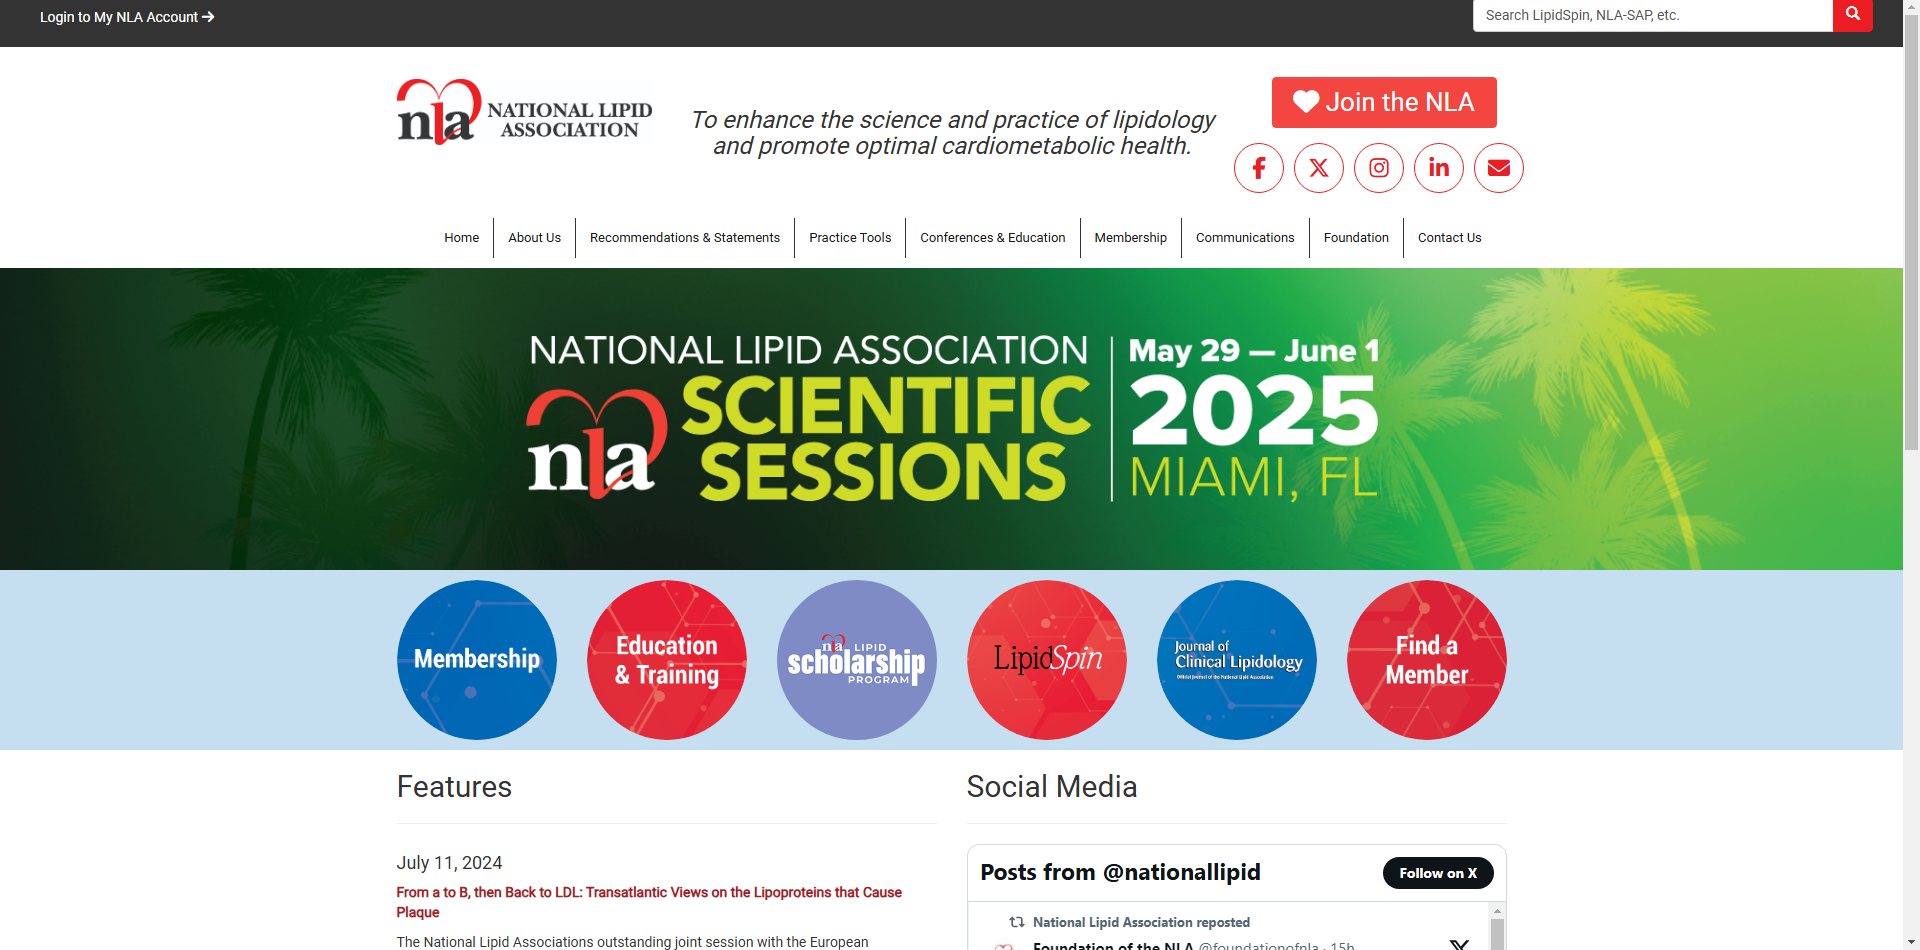 Login to My NLA Account
Search LipidSpin, NLA-SAP, etc.
nla NATIONAL LIPID
ASSOCIATION
To enhance the science and practice of lipidology
and promote optimal cardiometabolic health.
Join the NLA
Home
About Us
Recommendations & Statements
Practice Tools
Conferences & Education
Membership
Communications
Foundation
Contact Us
NATIONAL LIPID ASSOCIATION
nla
SCIENTIFIC
SESSIONS
May 29 — June 1
2025
MIAMI, FL
Membership
Education
& Training
nla LIPID
scholarship
PROGRAM
LipidSpin
Journal of
Clinical Lipidology
Official Journal of the National Lipid Association
Find a
Member
Features
July 11, 2024
From a to B, then Back to LDL: Transatlantic Views on the Lipoproteins that Cause
Plaque
The National Lipid Associations outstanding joint session with the European
Social Media
Posts from @nationallipid
Follow on X
National Lipid Association reposted
Foundation of the NLA @foundationofnla · 15h